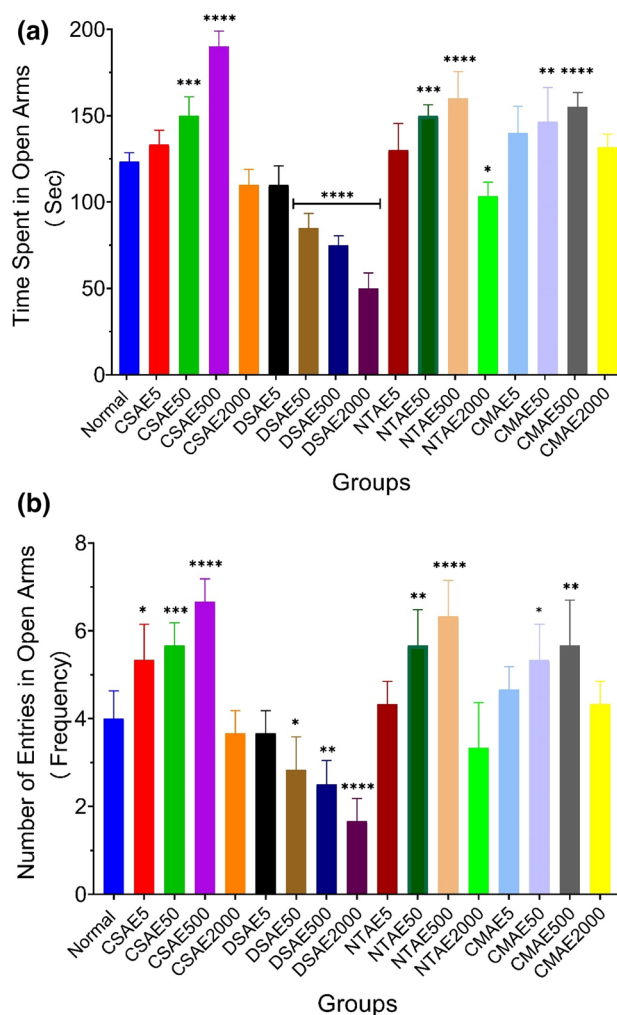 (a)
Time Spent in Open Arms
( Sec)
200
150
100
50
0
***
****
****
***
****
*
**
****
Normal
CSAE5
CSAE50
CSAE500
CSAE2000
DSAE5
DSAE50
DSAE500
DSAE2000
NTAE5
NTAE50
NTAE500
NTAE2000
CMAE5
CMAE50
CMAE500
CMAE2000
Groups
(b)
Number of Entries in Open Arms
( Frequency)
8
6
4
2
0
*
***
****
*
**
****
**
****
*
**
Normal
CSAE5
CSAE50
CSAE500
CSAE2000
DSAE5
DSAE50
DSAE500
DSAE2000
NTAE5
NTAE50
NTAE500
NTAE2000
CMAE5
CMAE50
CMAE500
CMAE2000
Groups